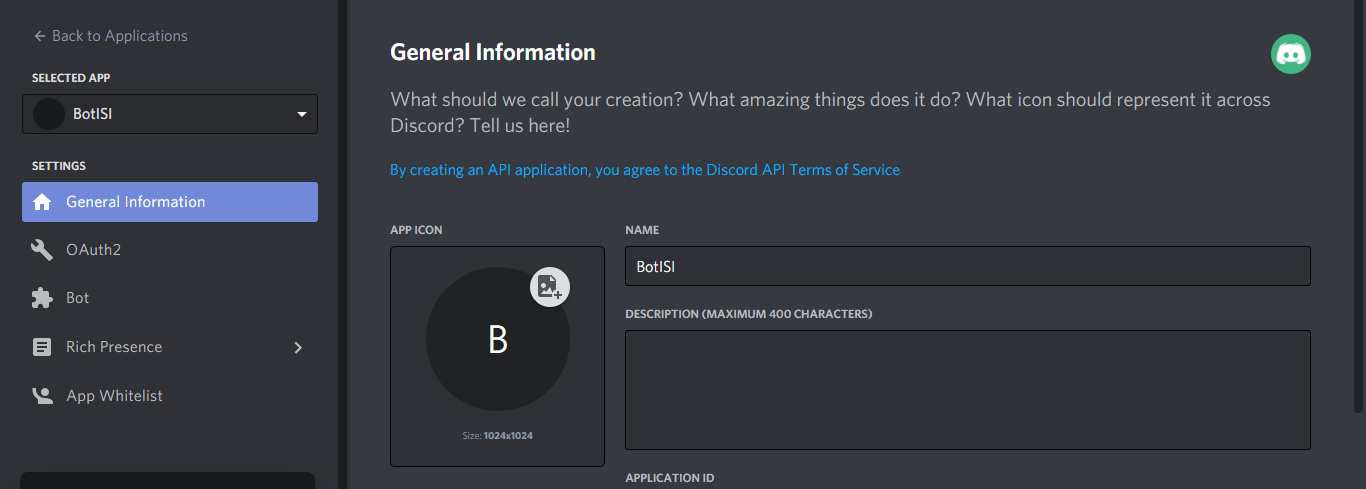 Back to Applications
SELECTED APP
BotISI
SETTINGS
General Information
OAuth2
Bot
Rich Presence
App Whitelist
General Information
What should we call your creation? What amazing things does it do? What icon should represent it across
Discord? Tell us here!
By creating an API application, you agree to the Discord API Terms of Service
APP ICON
B
Size: 1024x1024
NAME
BotISI
DESCRIPTION (MAXIMUM 400 CHARACTERS)
APPLICATION ID